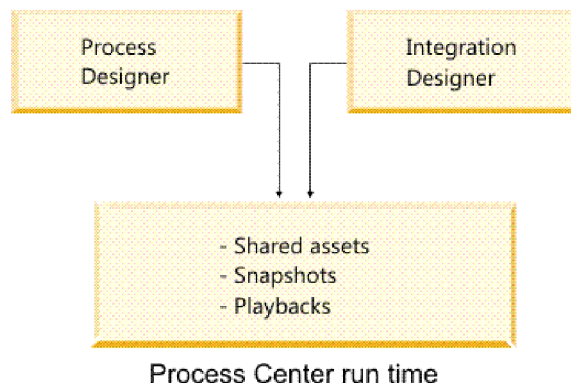 Process
Designer
Integration
Designer
- Shared assets
- Snapshots
- Playbacks
Process Center run time